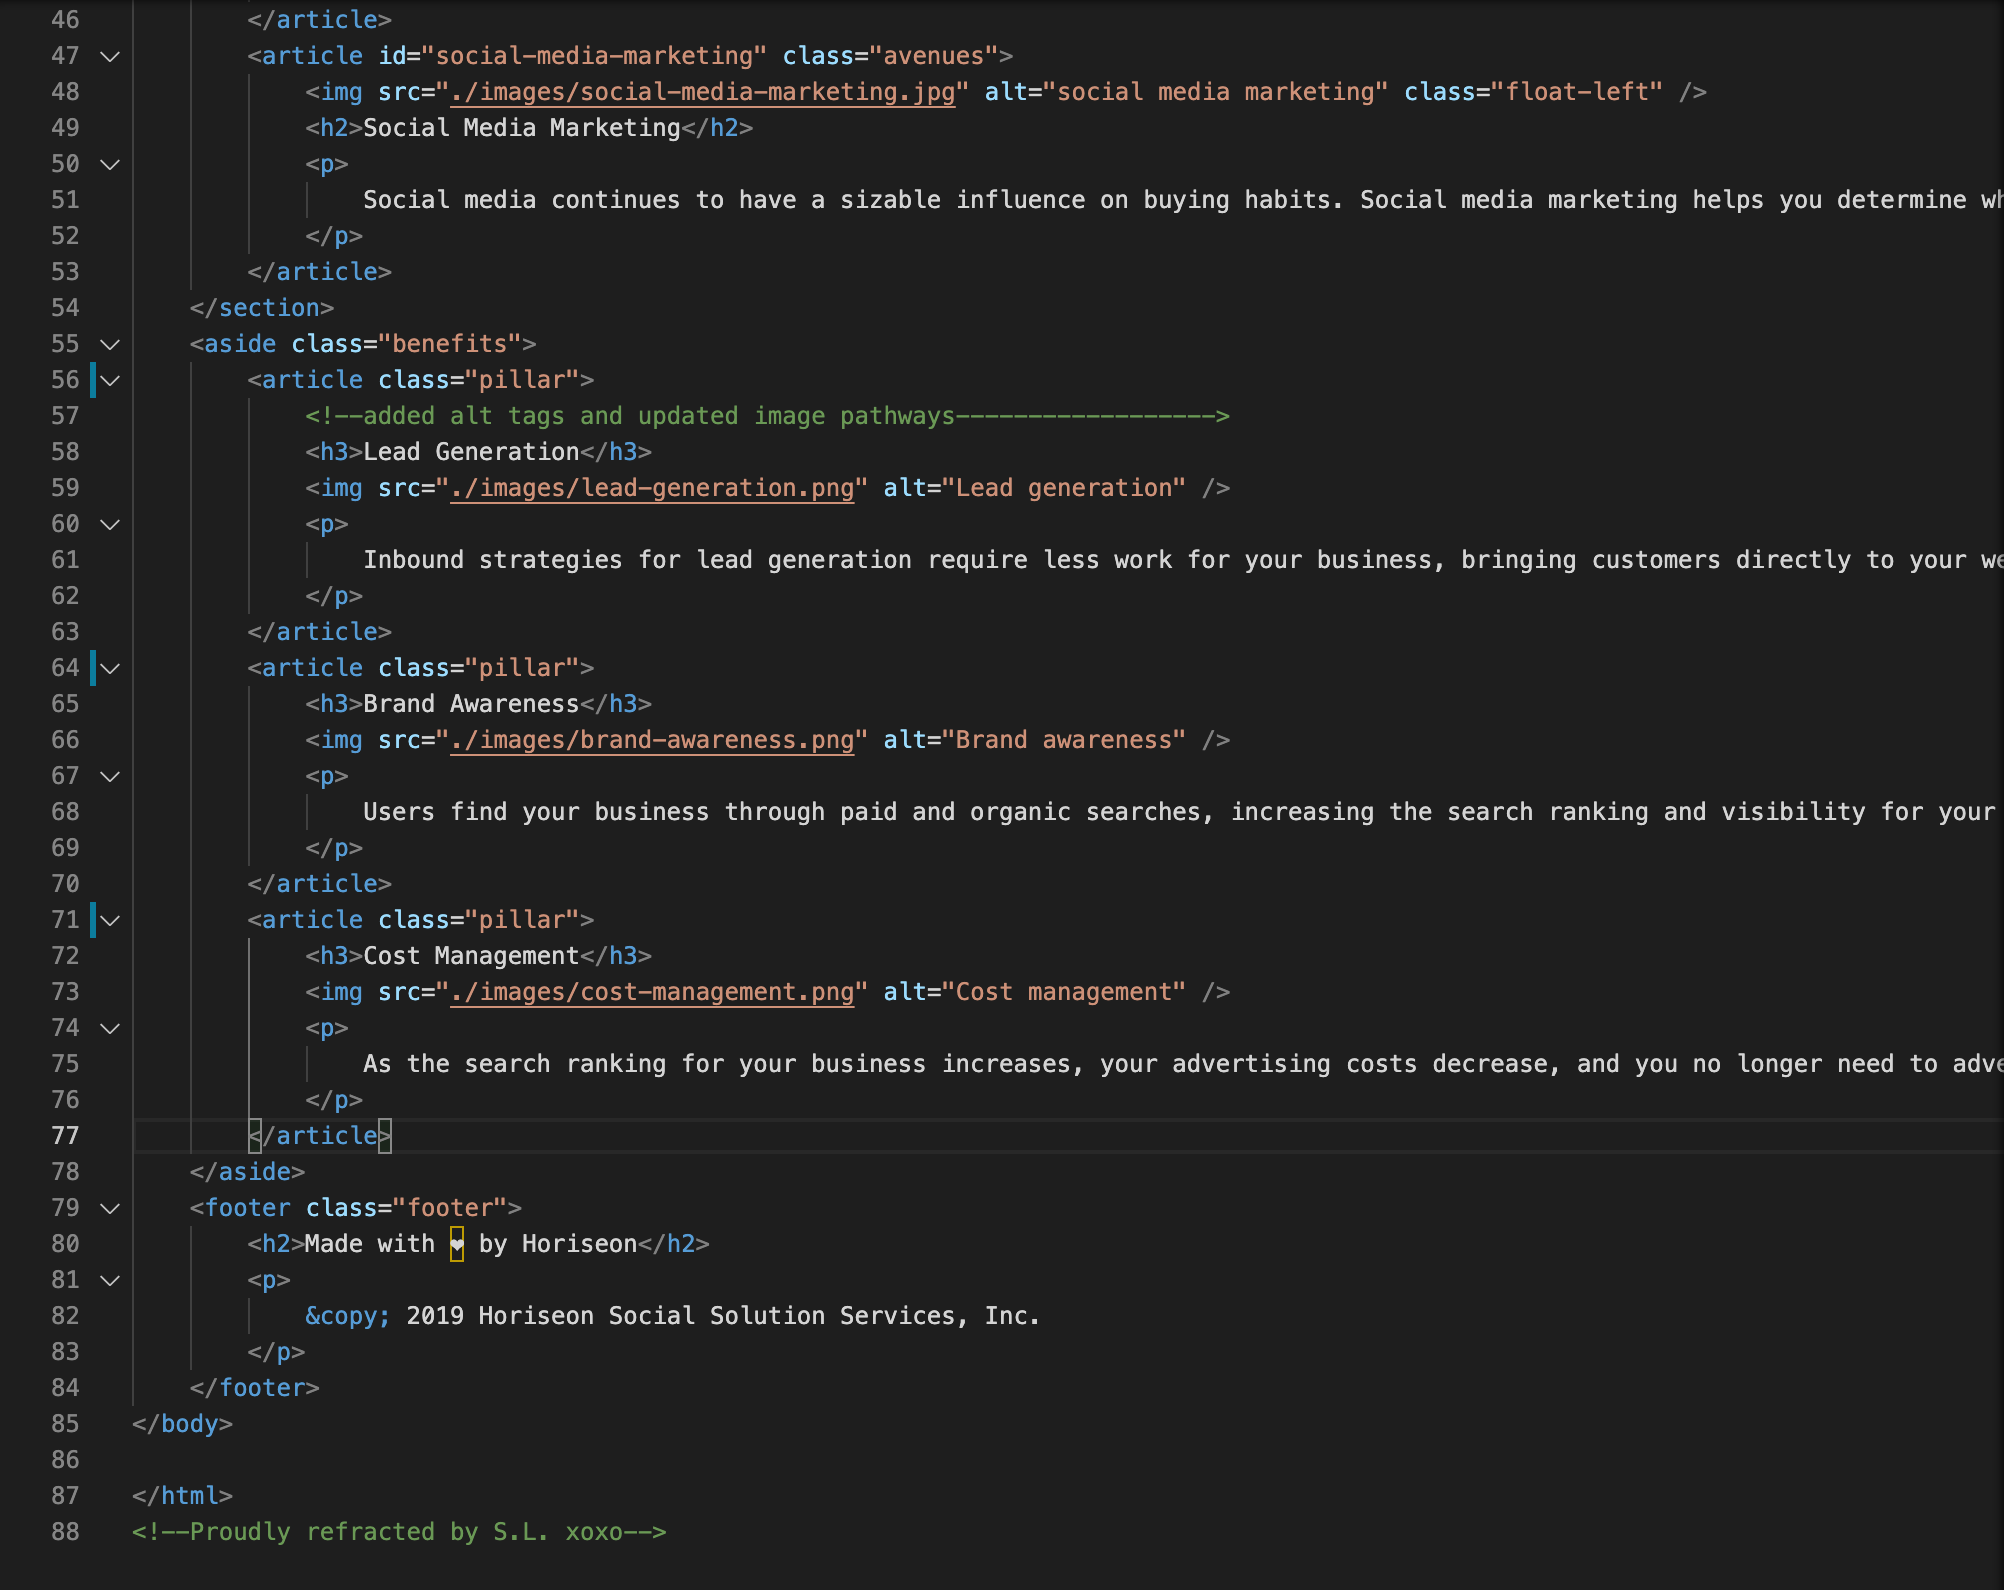 46 </article>
47 <article id="social-media-marketing" class="avenues">
48 <img src="./images/social-media-marketing.jpg" alt="social media marketing" class="float-left" />
49 <h2>Social Media Marketing</h2>
50 <p>
51 Social media continues to have a sizable influence on buying habits. Social media marketing helps you determine
52 </p>
53 </article>
54 </section>
55 <aside class="benefits">
56 <article class="pillar">
57 <!--added alt tags and updated image pathways------------------>
58 <h3>Lead Generation</h3>
59 <img src="./images/lead-generation.png" alt="Lead generation" />
60 <p>
61 Inbound strategies for lead generation require less work for your business, bringing customers directly to your
62 </p>
63 </article>
64 <article class="pillar">
65 <h3>Brand Awareness</h3>
66 <img src="./images/brand-awareness.png" alt="Brand awareness" />
67 <p>
68 Users find your business through paid and organic searches, increasing the search ranking and visibility for your
69 </p>
70 </article>
71 <article class="pillar">
72 <h3>Cost Management</h3>
73 <img src="./images/cost-management.png" alt="Cost management" />
74 <p>
75 As the search ranking for your business increases, your advertising costs decrease, and you no longer need to
76 </p>
77 </article>
78 </aside>
79 <footer class="footer">
80 <h2>Made with ❤ by Horiseon</h2>
81 <p>
82 &copy; 2019 Horiseon Social Solution Services, Inc.
83 </p>
84 </footer>
85 </body>
86
87 </html>
88 <!--Proudly refracted by S.L. xoxo-->